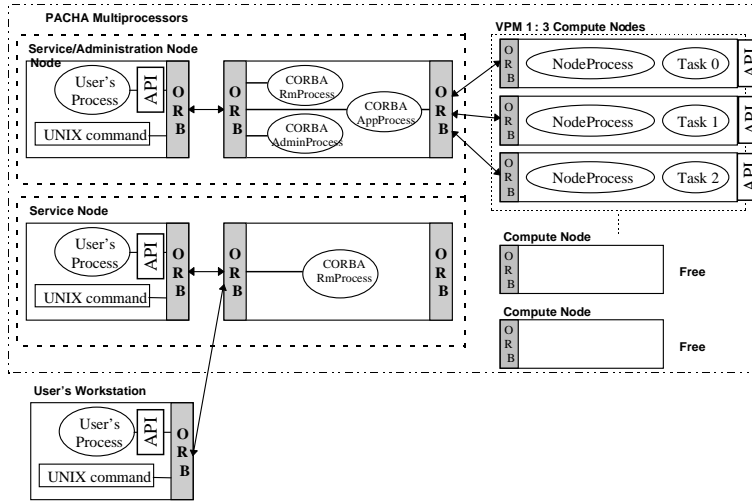 PACHA Multiprocessors
VPM 1 : 3 Compute Nodes
Service/Administration Node
Node
User's
Process
API
UNIX command
O
R
B
O
R
B
CORBA
RmProcess
CORBA
AppProcess
CORBA
AdminProcess
O
R
B
O
R
B
NodeProcess
Task 0
API
O
R
B
NodeProcess
Task 1
API
O
R
B
NodeProcess
Task 2
API
Service Node
User's
Process
API
UNIX command
O
R
B
O
R
B
CORBA
RmProcess
O
R
B
Compute Node
O
R
B
Free
Compute Node
O
R
B
Free
User's Workstation
User's
Process
API
UNIX command
O
R
B